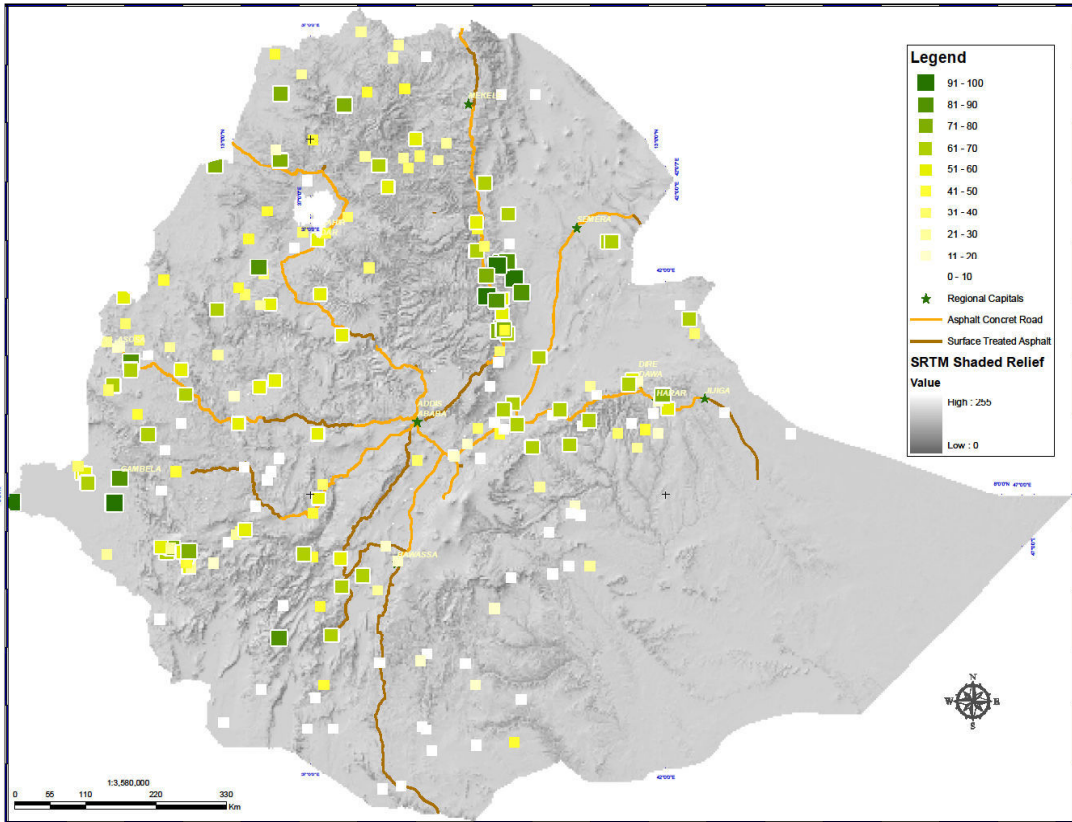 Legend
91 - 100
81 - 90
71 - 80
61 - 70
51 - 60
41 - 50
31 - 40
21 - 30
11 - 20
0 - 10
Regional Capitals
Asphalt Concret Road
Surface Treated Asphalt
SRTM Shaded Relief
Value
High : 255
Low : 0
SEMERA
DIRE
DAWA
HARAR
JIJIGA
ADDIS
ABABA
GAMBELA
HAWASSA
N
W E
S
1:3,580,000
0 55 110 220 330
Km